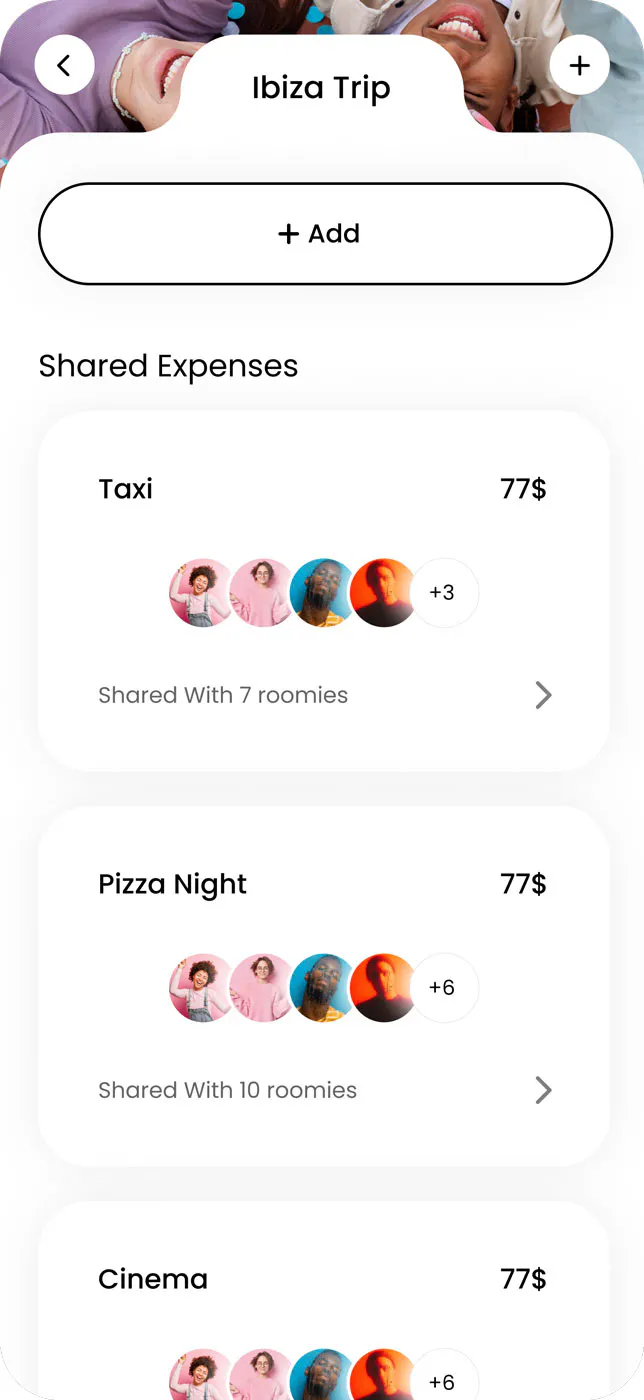 Ibiza Trip
+ Add
Shared Expenses
Taxi 77$
+3
Shared With 7 roomies
Pizza Night 77$
+6
Shared With 10 roomies
Cinema 77$
+6